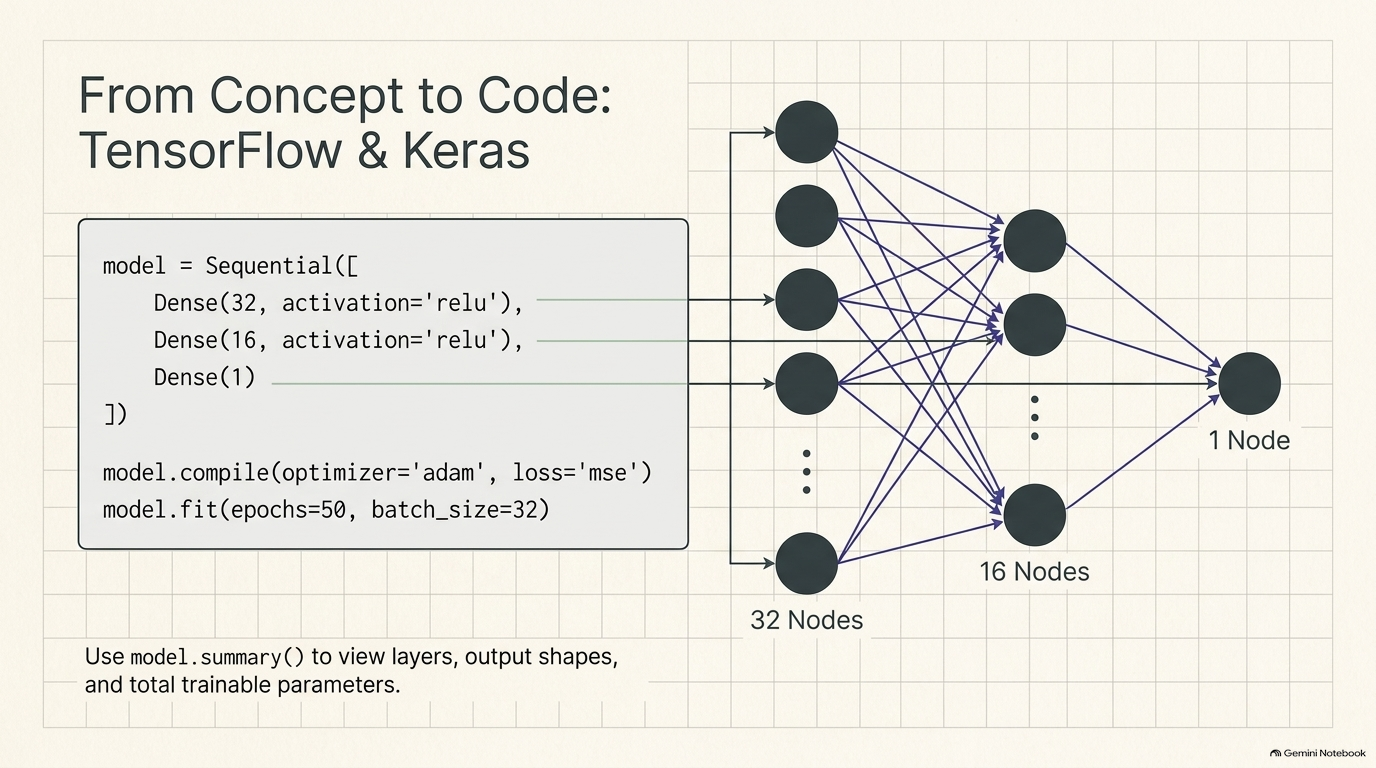 From Concept to Code:
TensorFlow & Keras
model = Sequential([
    Dense(32, activation='relu'),
    Dense(16, activation='relu'),
    Dense(1)
])
model.compile(optimizer='adam', loss='mse')
model.fit(epochs=50, batch_size=32)
Use model.summary() to view layers, output shapes,
and total trainable parameters.
32 Nodes
16 Nodes
1 Node
Gemini Notebook